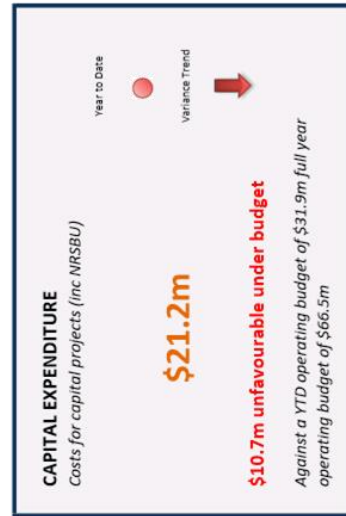 CAPITAL EXPENDITURE
Costs for capital projects (inc NRSBU)
Year to Date
$21.2m
Variance Trend
$10.7m unfavourable under budget
Against a YTD operating budget of $31.9m full year
operating budget of $66.5m